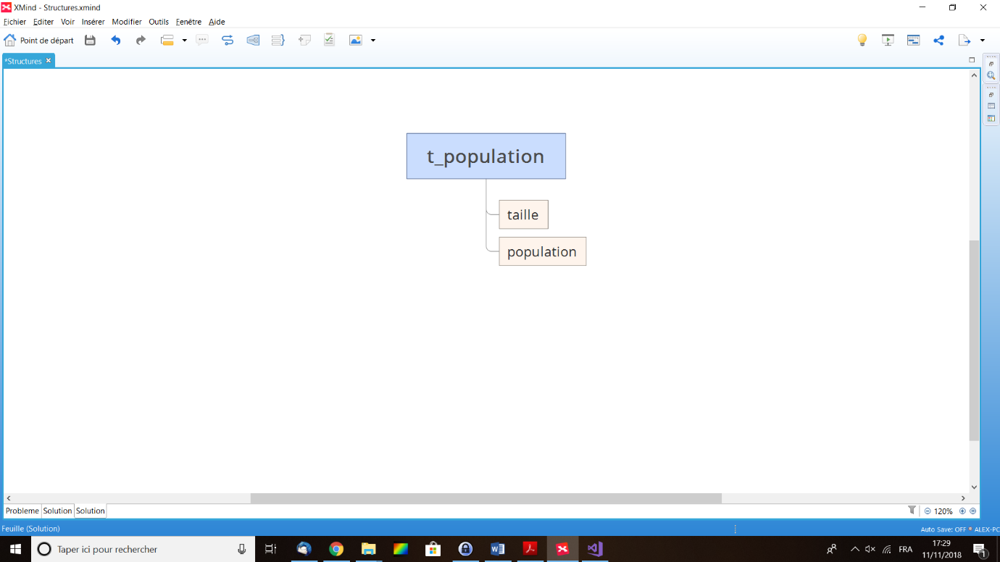 XMind - Structures.xmind
Fichier Editer Voir Insérer Modifier Outils Fenêtre Aide
Point de départ
*Structures
t_population
taille
population
Probleme Solution Solution
120%
Feuille (Solution)
Auto Save: OFF ALEX-PC
Taper ici pour rechercher
FRA
17:29
11/11/2018
1